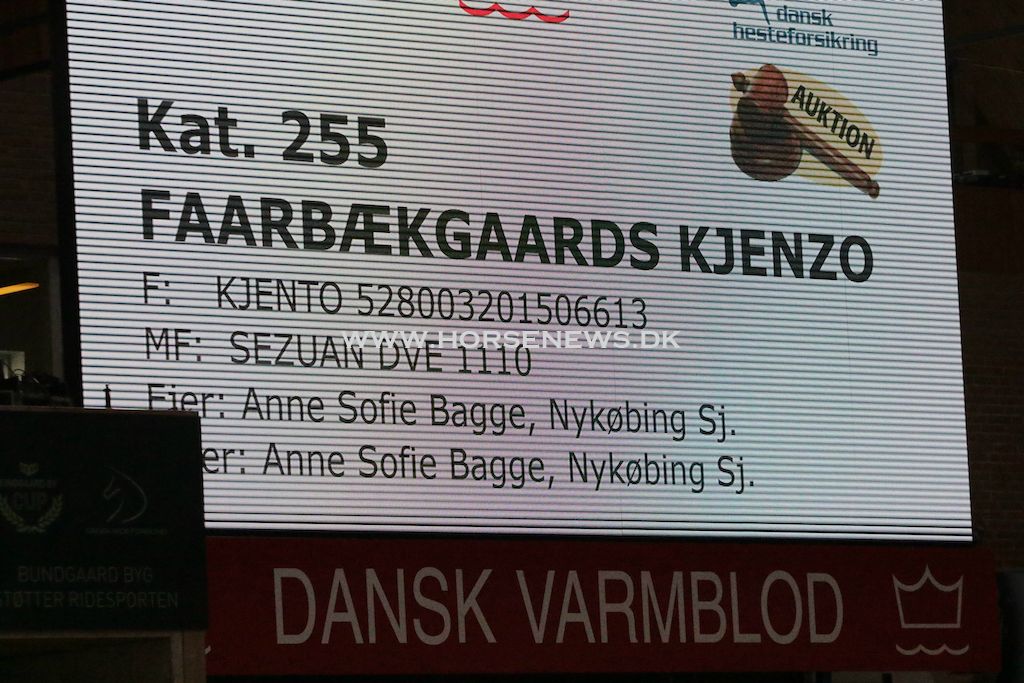 dansk
hesteforsikring
AUKTION
Kat. 255
FAARBÆKGAARDS KJENZO
F: KJENTO 528003201506613
WWW.HORSENEWS.DK
MF: SEZUAN DVE 1110
Ejer: Anne Sofie Bagge, Nykøbing Sj.
er: Anne Sofie Bagge, Nykøbing Sj.
CUP
BUNDGAARD BYG
STØTTER RIDESPORTEN
DANSK VARMBLOD